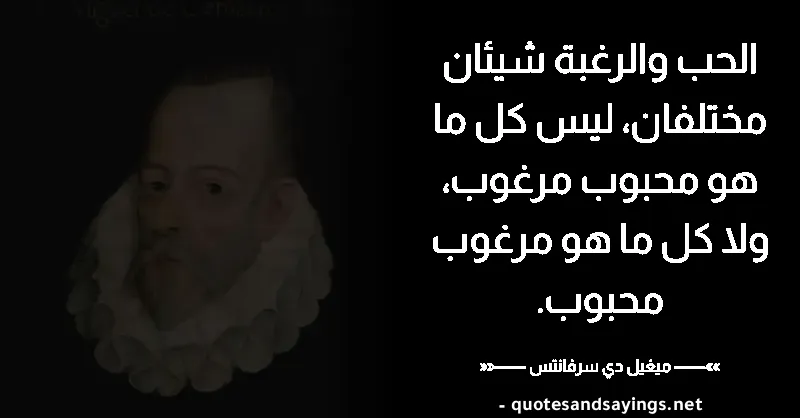 الحب والرغبة شيئان
مختلفان، ليس كل ما
هو محبوب مرغوب،
ولا كل ما هو مرغوب
محبوب.
»—— ميغيل دي سرفانتس ——««
- quotesandsayings.net